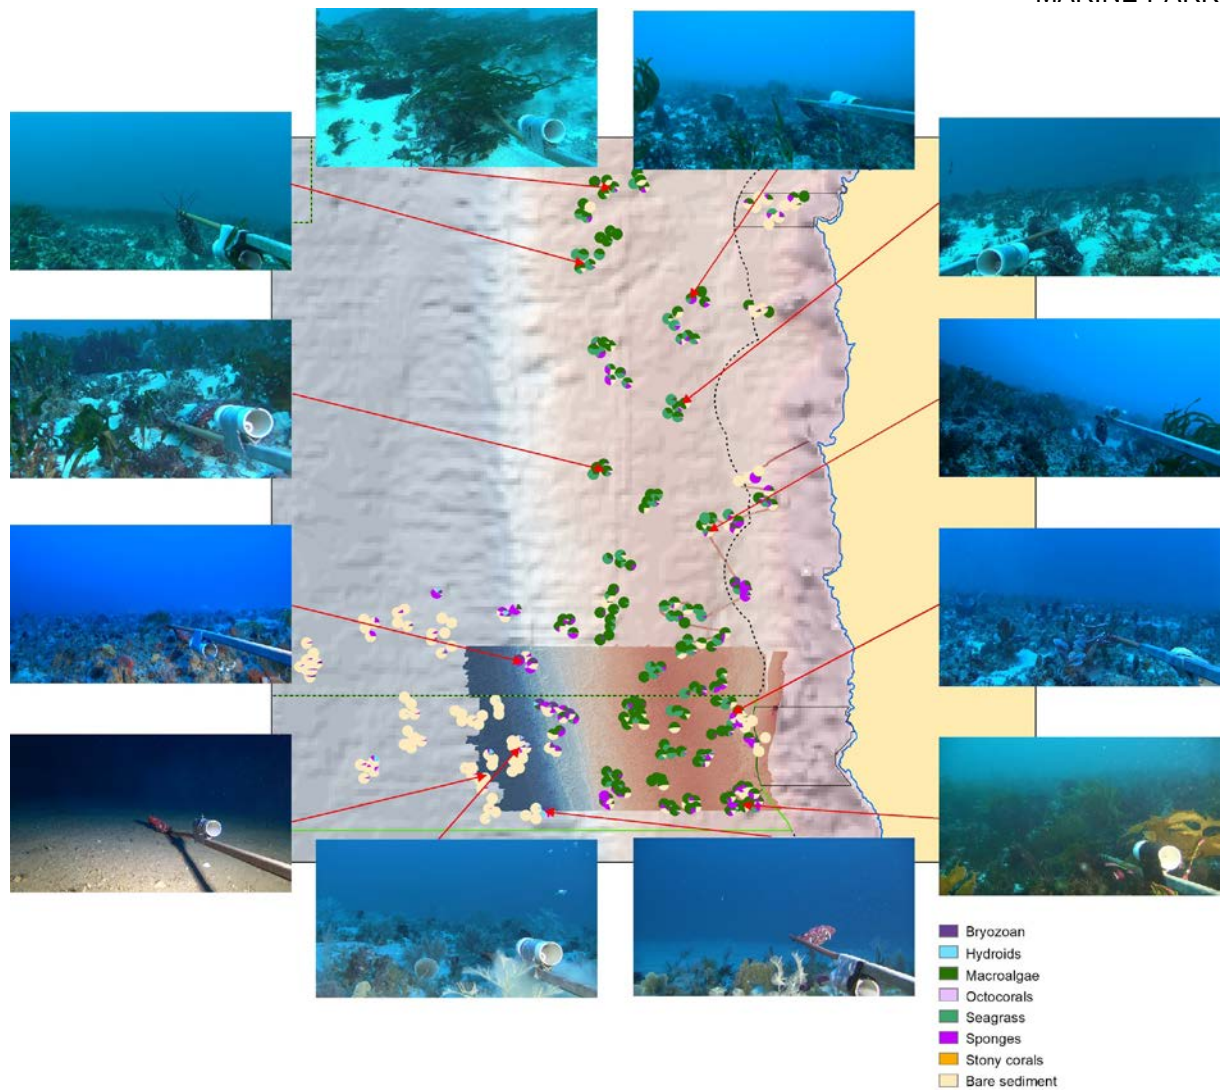 Bryozoan
Hydroids
Macroalgae
Octocorals
Seagrass
Sponges
Stony corals
Bare sediment